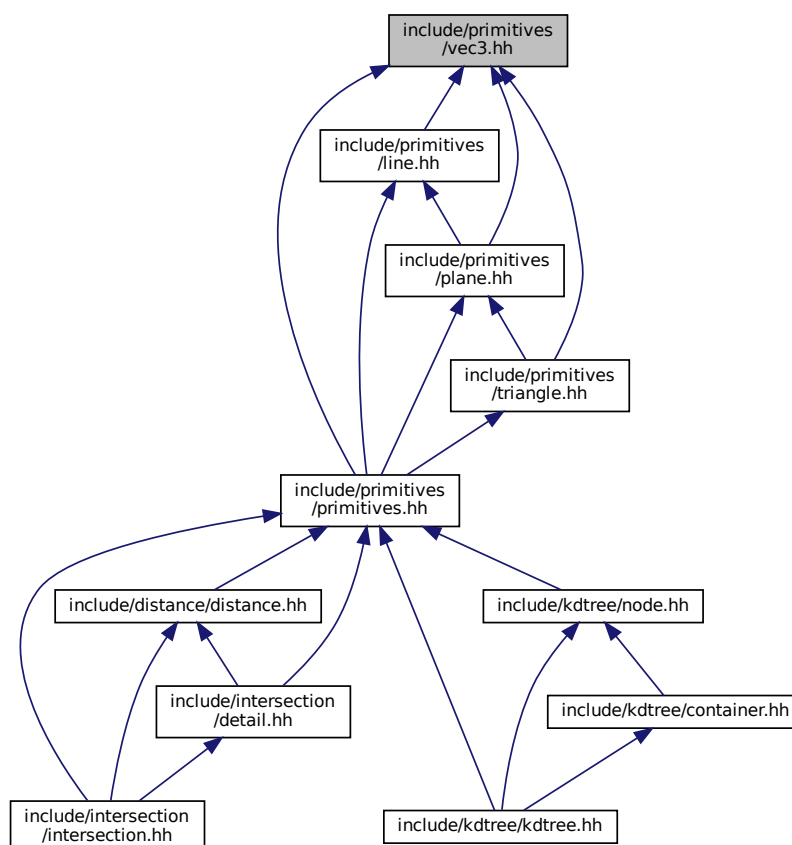 include/primitives
/vec3.hh
include/primitives
/line.hh
include/primitives
/plane.hh
include/primitives
/triangle.hh
include/primitives
/primitives.hh
include/distance/distance.hh
include/kdtree/node.hh
include/intersection
/detail.hh
include/kdtree/container.hh
include/intersection
/intersection.hh
include/kdtree/kdtree.hh